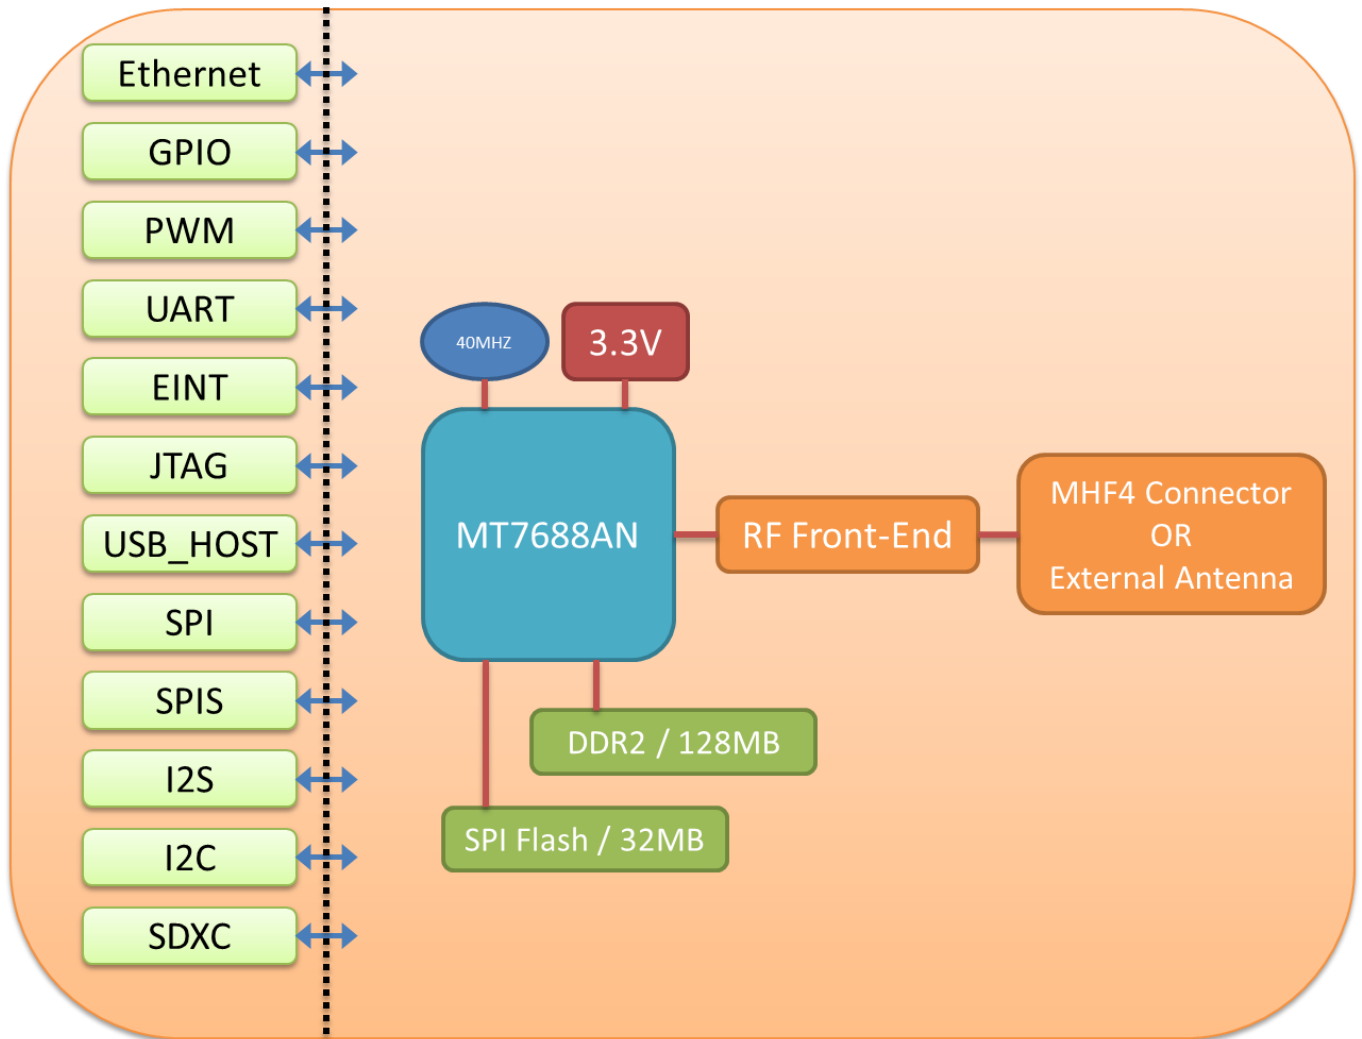 Ethernet
GPIO
PWM
UART
EINT
JTAG
USB_HOST
SPI
SPIS
I2S
I2C
SDXC
40MHZ
3.3V
MT7688AN
RF Front-End
MHF4 Connector
OR
External Antenna
DDR2 / 128MB
SPI Flash / 32MB